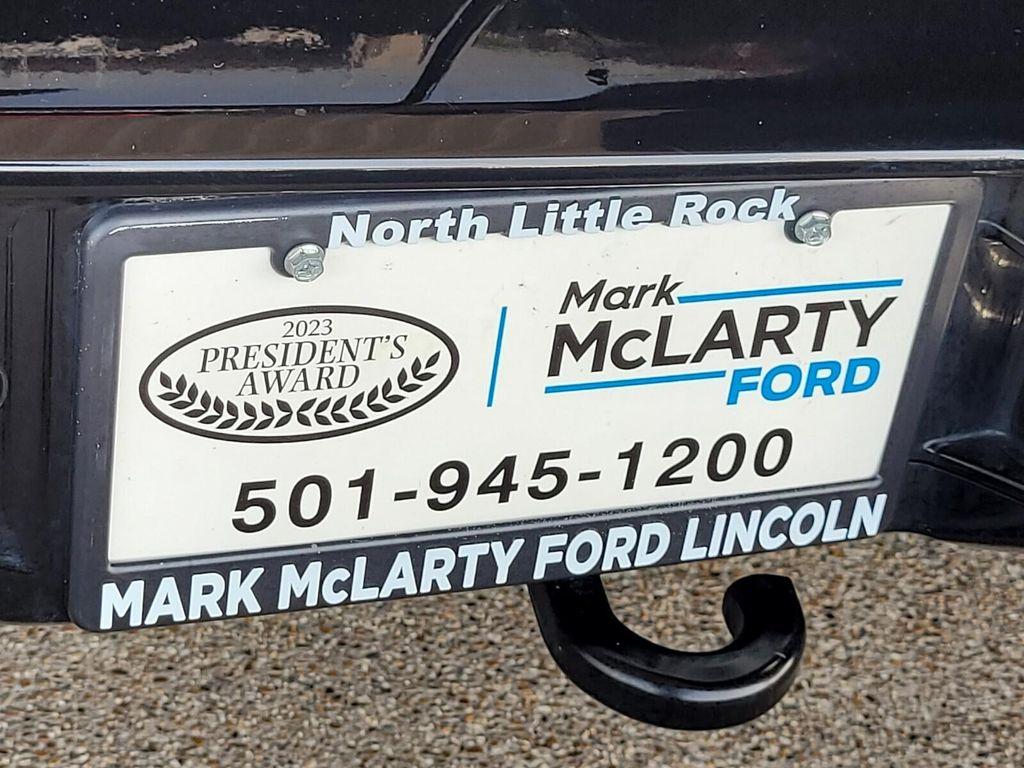 North Little Rock
2023
PRESIDENT'S
AWARD
Mark
McLARTY
FORD
501-945-1200
MARK McLARTY FORD LINCOLN